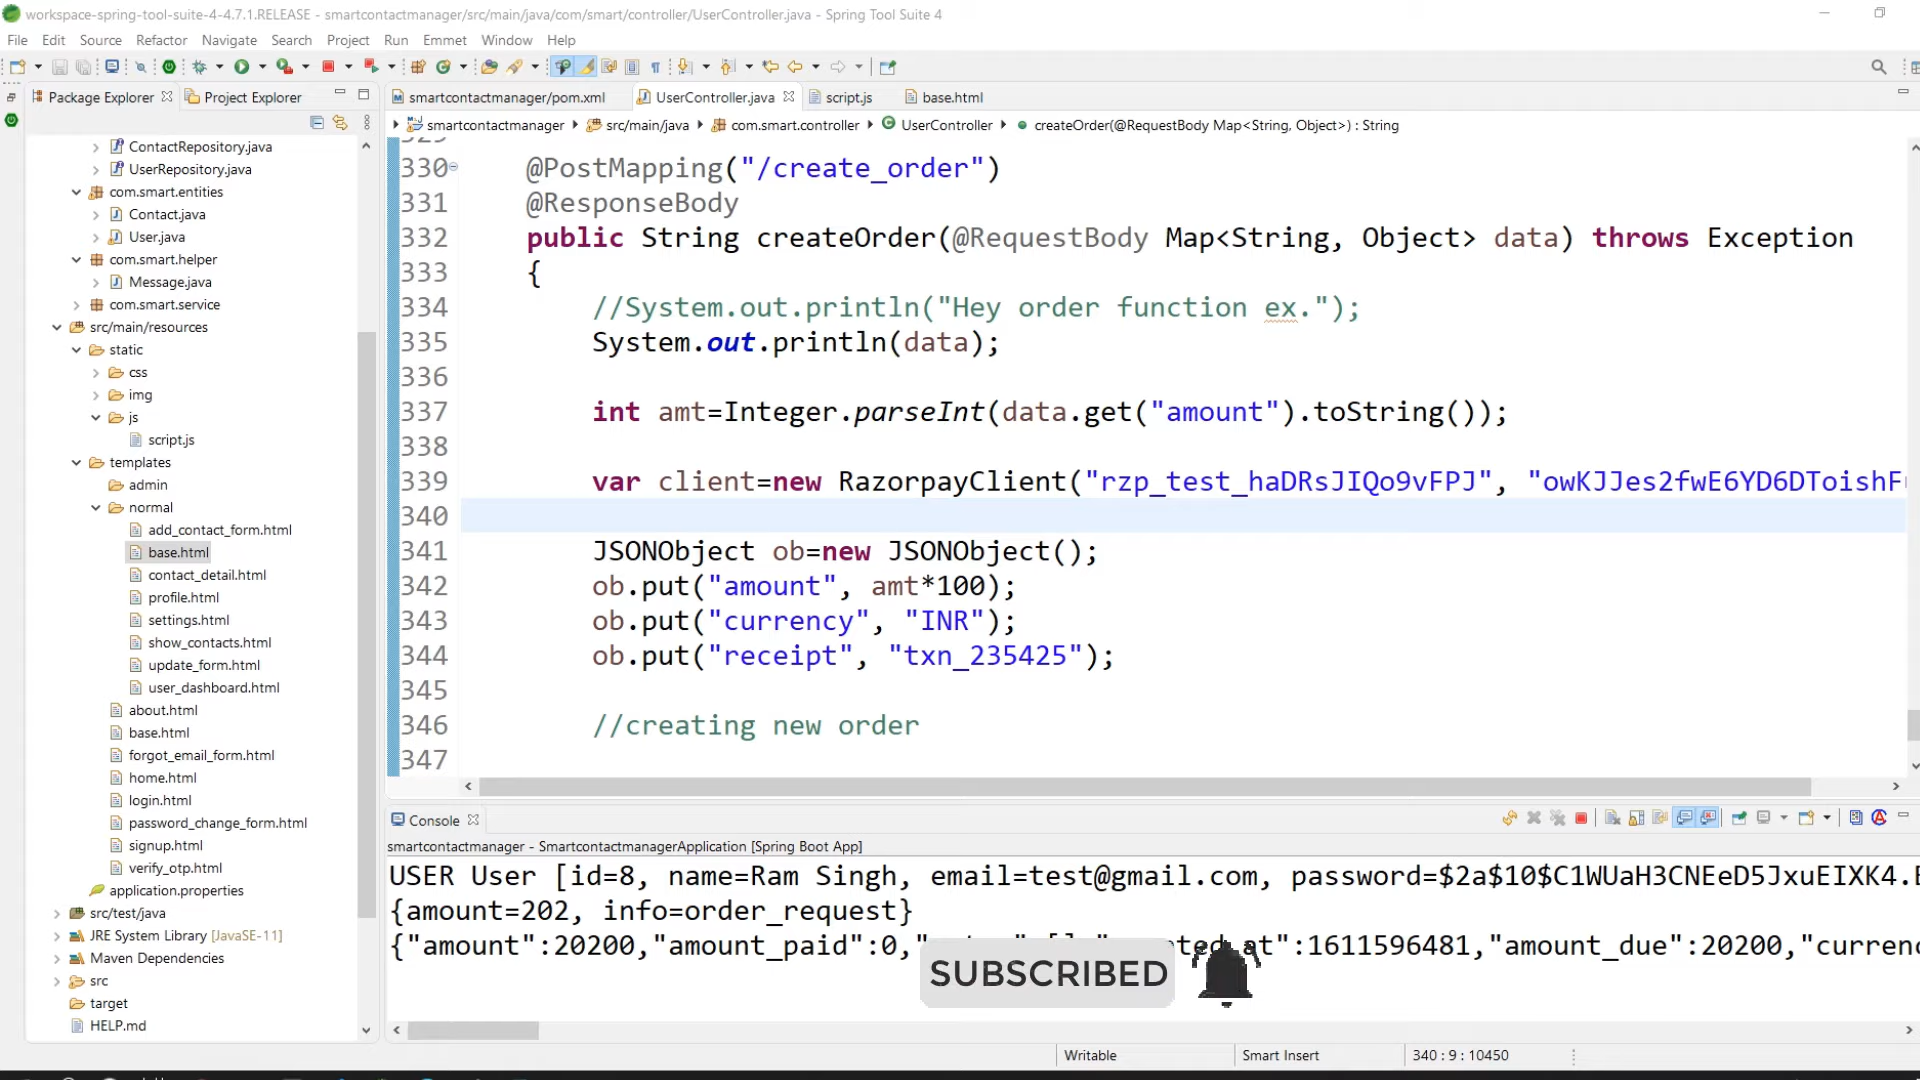 workspace-spring-tool-suite-4-4.7.1.RELEASE - smartcontactmanager/src/main/java/com/smart/controller/UserController.java - Spring Tool Suite 4
File Edit Source Refactor Navigate Search Project Run Emmet Window Help
Package Explorer Project Explorer
smartcontactmanager/pom.xml UserController.java script.js base.html
smartcontactmanager src/main/java com.smart.controller UserController createOrder(@RequestBody Map<String, Object>) : String
ContactRepository.java
UserRepository.java
com.smart.entities
Contact.java
User.java
com.smart.helper
Message.java
com.smart.service
src/main/resources
static
css
img
js
script.js
templates
admin
normal
add_contact_form.html
base.html
contact_detail.html
profile.html
settings.html
show_contacts.html
update_form.html
user_dashboard.html
about.html
base.html
forgot_email_form.html
home.html
login.html
password_change_form.html
signup.html
verify_otp.html
application.properties
src/test/java
JRE System Library [JavaSE-11]
Maven Dependencies
src
target
HELP.md
330 @PostMapping("/create_order")
331 @ResponseBody
332 public String createOrder(@RequestBody Map<String, Object> data) throws Exception
333 {
334 //System.out.println("Hey order function ex.");
335 System.out.println(data);
336
337 int amt=Integer.parseInt(data.get("amount").toString());
338
339 var client=new RazorpayClient("rzp_test_haDRsJIQo9vFPJ", "owKJJes2fwE6YD6DToishF
340
341 JSONObject ob=new JSONObject();
342 ob.put("amount", amt*100);
343 ob.put("currency", "INR");
344 ob.put("receipt", "txn_235425");
345
346 //creating new order
347
Console
smartcontactmanager - SmartcontactmanagerApplication [Spring Boot App]
USER User [id=8, name=Ram Singh, email=test@gmail.com, password=$2a$10$C1WUaH3CNEeD5JxuEIXK4.
{amount=202, info=order_request}
{"amount":20200,"amount_paid":0," at":1611596481,"amount_due":20200,"currenc
SUBSCRIBED
Writable Smart Insert 340 : 9 : 10450